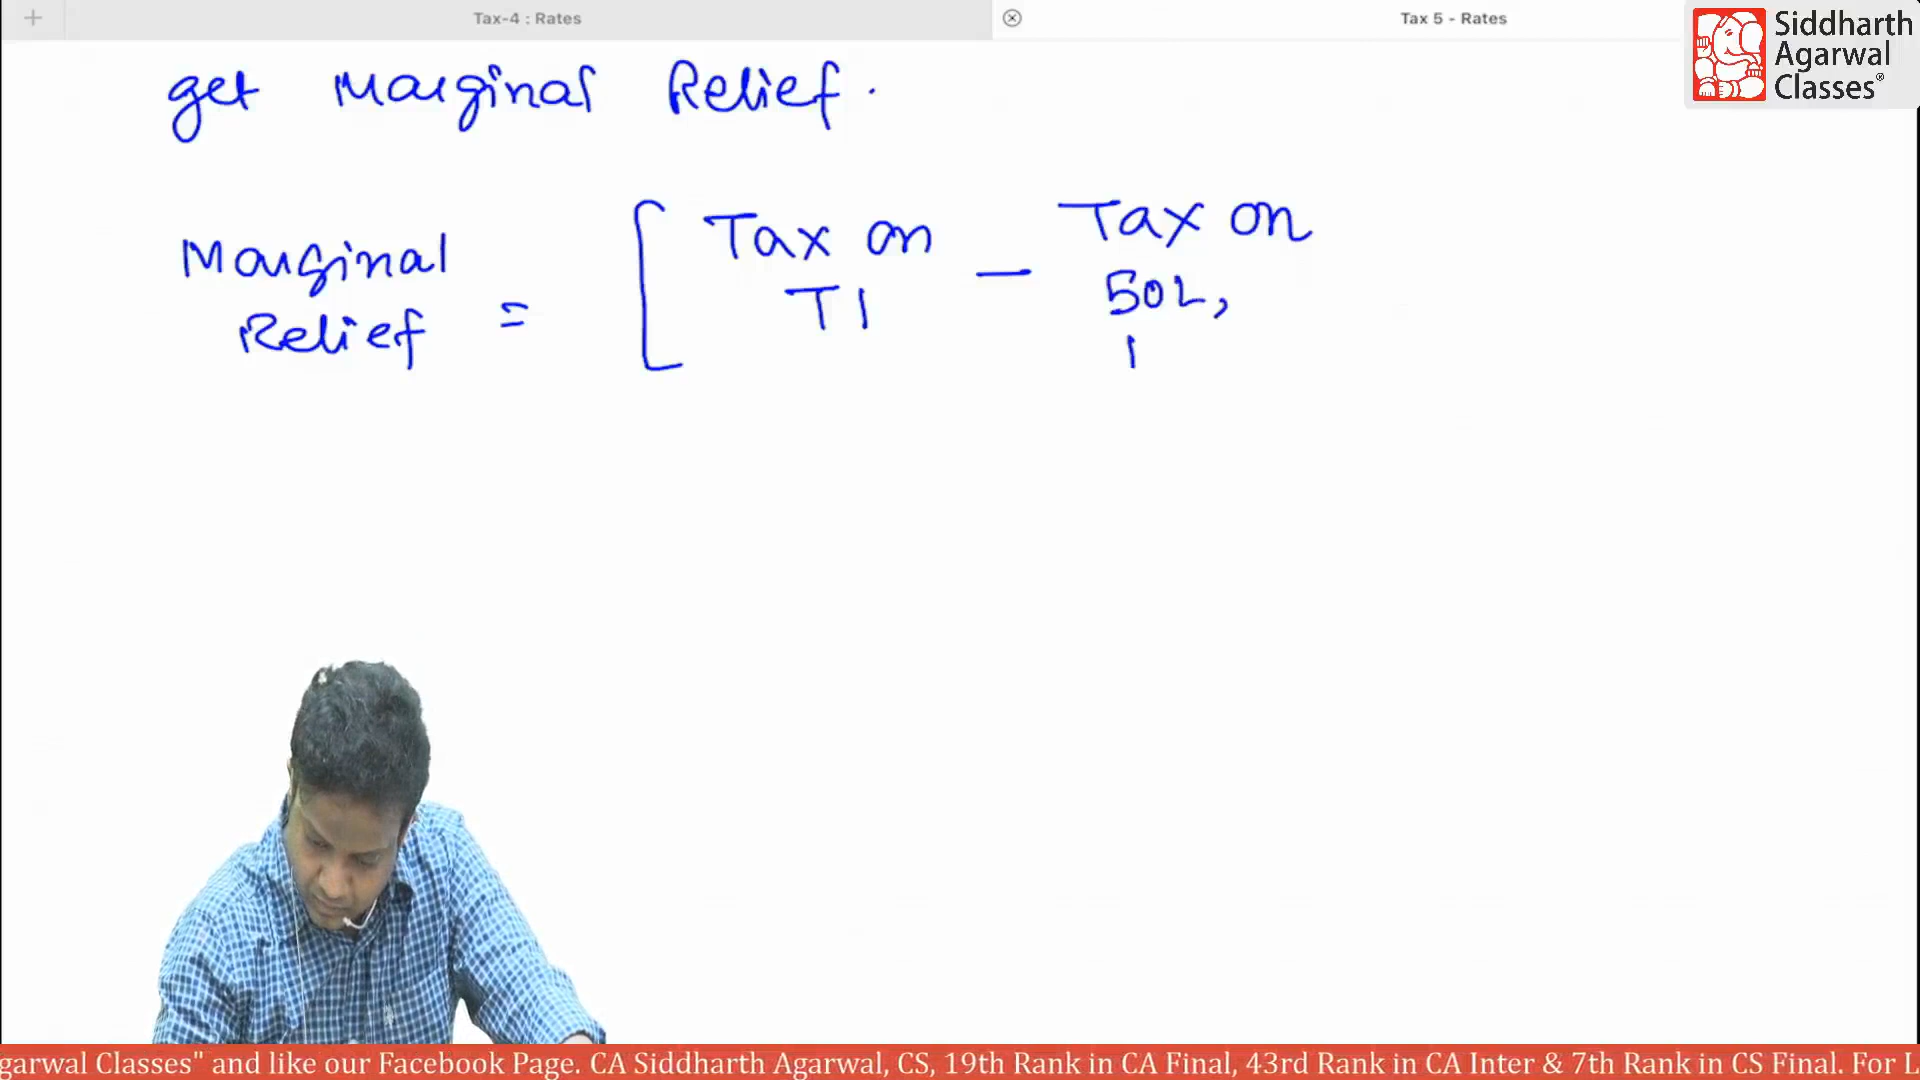 Tax-4 : Rates
Tax 5 - Rates
Siddharth
Agarwal
Classes®
get Marginal Relief.
Marginal
Relief =
[ Tax on
TI
- Tax on
50L,
1
garwal Classes" and like our Facebook Page. CA Siddharth Agarwal, CS, 19th Rank in CA Final, 43rd Rank in CA Inter & 7th Rank in CS Final. For L